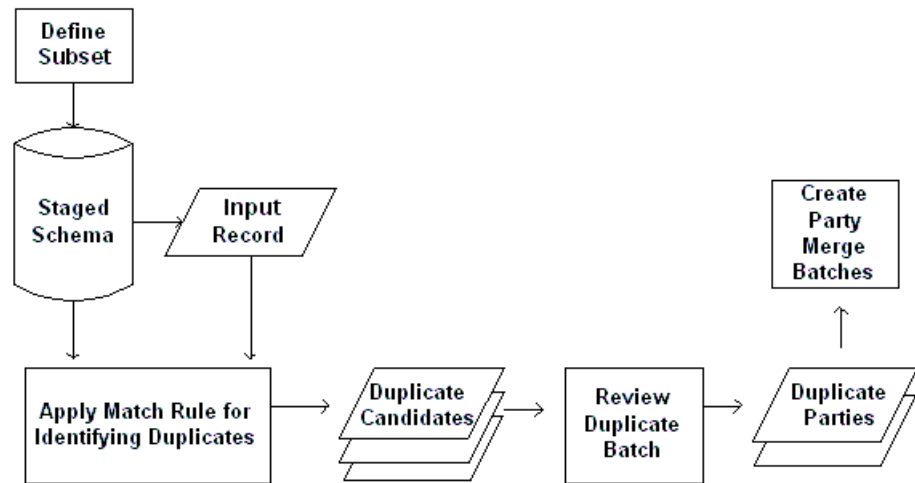 Define
Subset
Staged
Schema
Input
Record
Create
Party
Merge
Batches
Apply Match Rule for
Identifying Duplicates
Duplicate
Candidates
Review
Duplicate
Batch
Duplicate
Parties